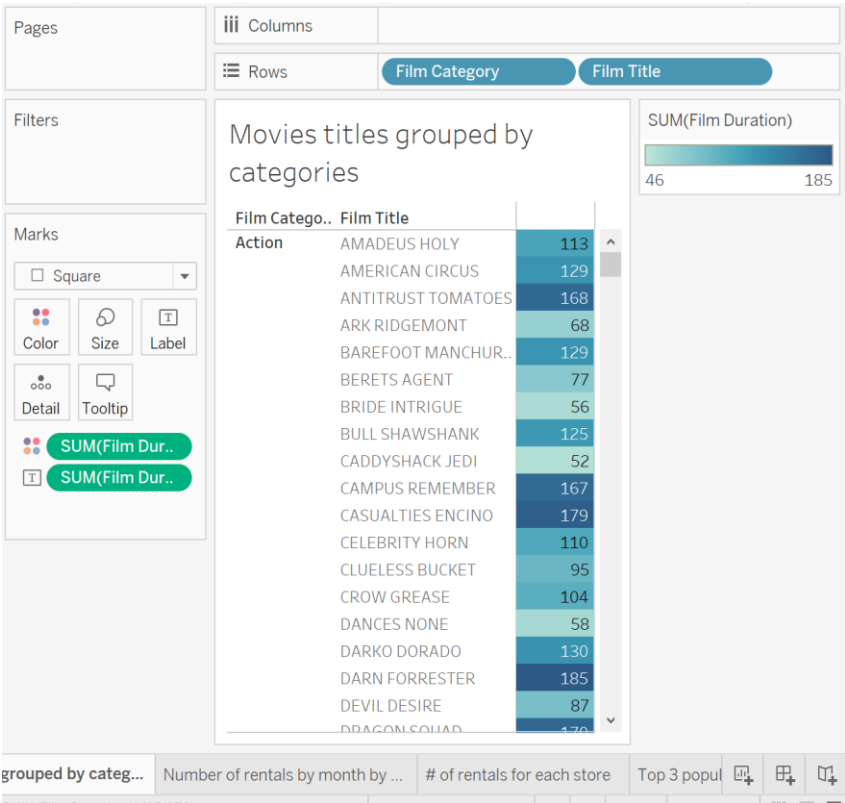 Pages
Columns
Rows
Film Category
Film Title
Filters
Movies titles grouped by
categories
SUM(Film Duration)
46
185
Film Catego.. Film Title
Marks
Square
Color
Size
Label
Detail
Tooltip
SUM(Film Dur..
SUM(Film Dur..
Action
AMADEUS HOLY 113
AMERICAN CIRCUS 129
ANTITRUST TOMATOES 168
ARK RIDGEMONT 68
BAREFOOT MANCHUR.. 129
BERETS AGENT 77
BRIDE INTRIGUE 56
BULL SHAWSHANK 125
CADDYSHACK JEDI 52
CAMPUS REMEMBER 167
CASUALTIES ENCINO 179
CELEBRITY HORN 110
CLUELESS BUCKET 95
CROW GREASE 104
DANCES NONE 58
DARKO DORADO 130
DARN FORRESTER 185
DEVIL DESIRE 87
DRAGON SQUAD 170
grouped by categ...
Number of rentals by month by ...
# of rentals for each store
Top 3 popul